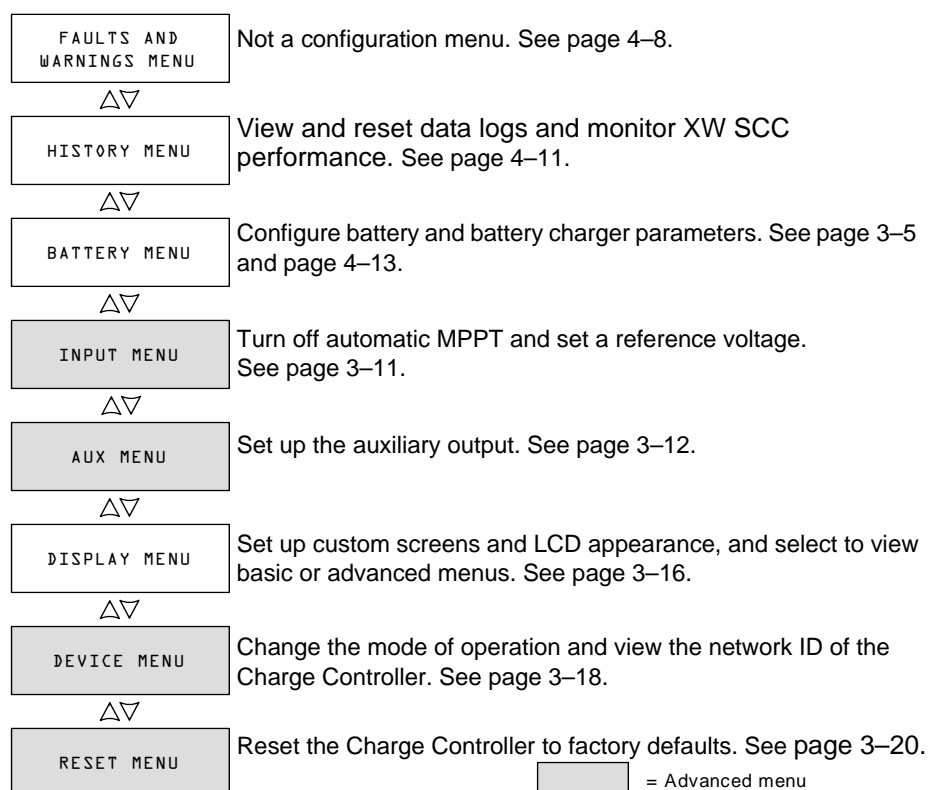 FAULTS AND
WARNINGS MENU
Not a configuration menu. See page 4–8.
HISTORY MENU
View and reset data logs and monitor XW SCC
performance. See page 4–11.
BATTERY MENU
Configure battery and battery charger parameters. See page 3–5
and page 4–13.
INPUT MENU
Turn off automatic MPPT and set a reference voltage.
See page 3–11.
AUX MENU
Set up the auxiliary output. See page 3–12.
DISPLAY MENU
Set up custom screens and LCD appearance, and select to view
basic or advanced menus. See page 3–16.
DEVICE MENU
Change the mode of operation and view the network ID of the
Charge Controller. See page 3–18.
RESET MENU
Reset the Charge Controller to factory defaults. See page 3–20.
= Advanced menu